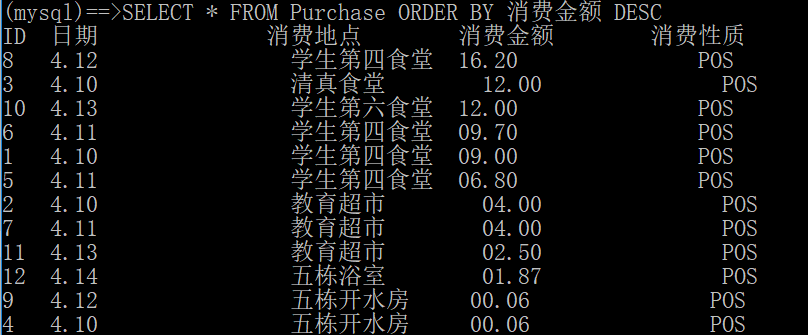 (mysql)==>SELECT * FROM Purchase ORDER BY 消费金额 DESC
ID 日期 消费地点 消费金额 消费性质
8 4.12 学生第四食堂 16.20 POS
3 4.10 清真食堂 12.00 POS
10 4.13 学生第六食堂 12.00 POS
6 4.11 学生第四食堂 09.70 POS
1 4.10 学生第四食堂 09.00 POS
5 4.11 学生第四食堂 06.80 POS
2 4.10 教育超市 04.00 POS
7 4.11 教育超市 04.00 POS
11 4.13 教育超市 02.50 POS
12 4.14 五栋浴室 01.87 POS
9 4.12 五栋开水房 00.06 POS
4 4.10 五栋开水房 00.06 POS